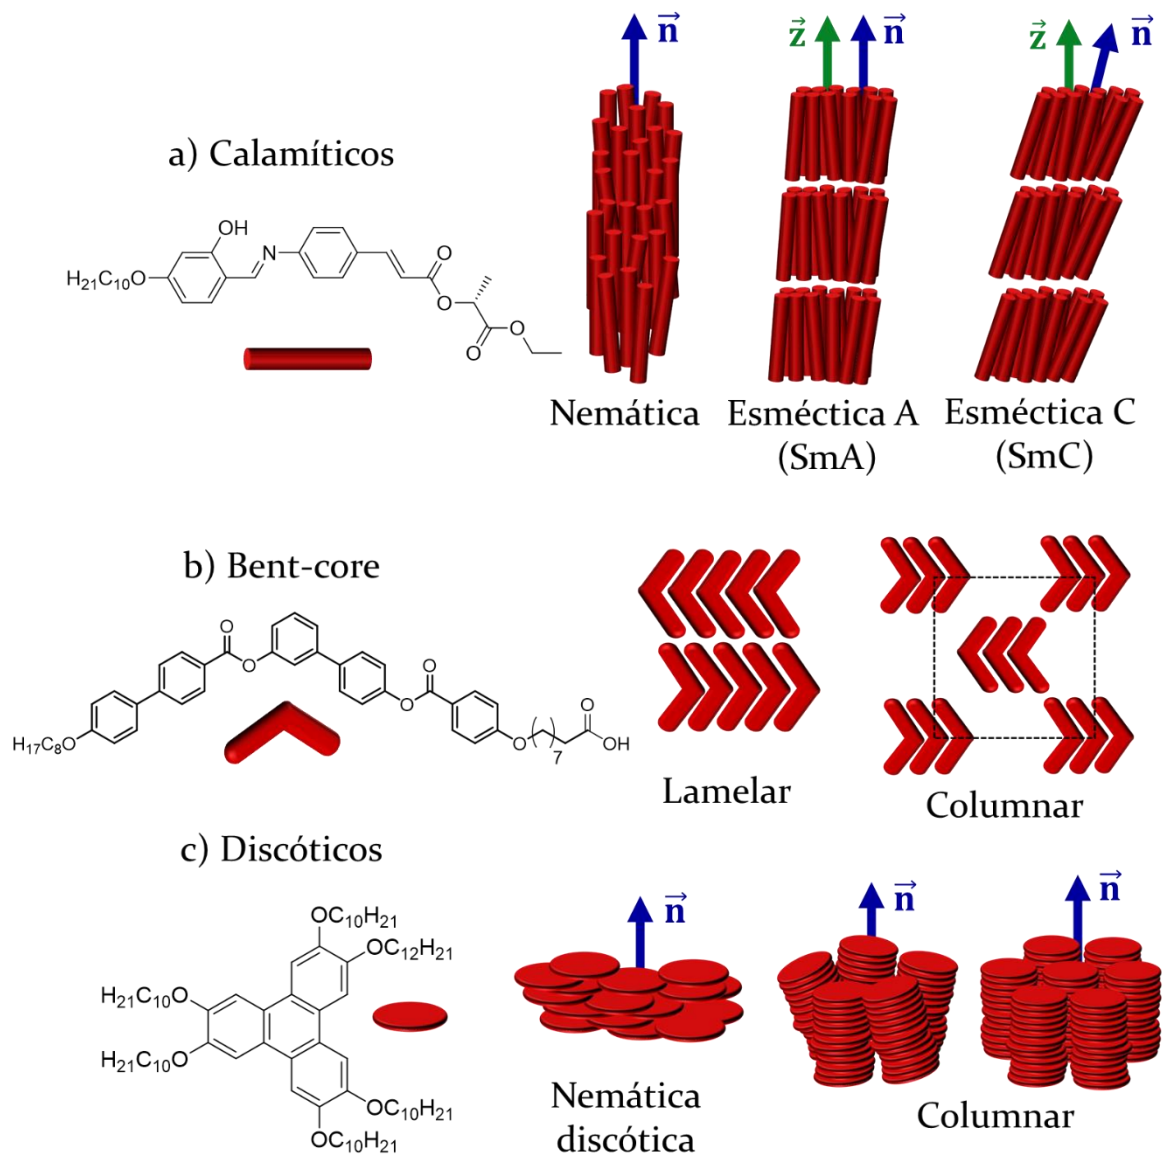 n
z
n
z
n
a) Calamíticos
OH
H21C10O
N
O
O
O
O
Nemática
Esméctica A
(SmA)
Esméctica C
(SmC)
b) Bent-core
O
O
O
O
H17C8O
O
7
O
OH
Lamelar
Columnar
c) Discóticos
OC10H21
OC12H21
H21C10O
H21C10O
OC10H21
OC10H21
n
n
n
Nemática
discótica
Columnar